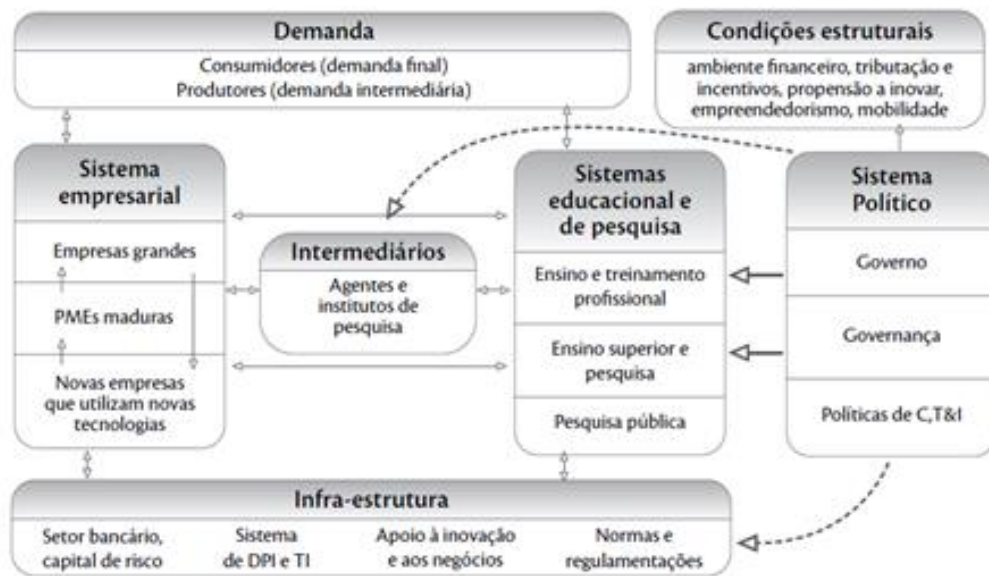 Demanda
Consumidores (demanda final)
Produtores (demanda intermediária)
Condições estruturais
ambiente financeiro, tributação e
incentivos, propensão a inovar,
empreendedorismo, mobilidade
Sistema
empresarial
Empresas grandes
PMEs maduras
Novas empresas
que utilizam novas
tecnologias
Intermediários
Agentes e
institutos de
pesquisa
Sistemas
educacional e
de pesquisa
Ensino e treinamento
profissional
Ensino superior e
pesquisa
Pesquisa pública
Sistema
Político
Governo
Governança
Políticas de C,T&I
Infra-estrutura
Setor bancário,
capital de risco
Sistema
de DPI e TI
Apoio à inovação
e aos negócios
Normas e
regulamentações